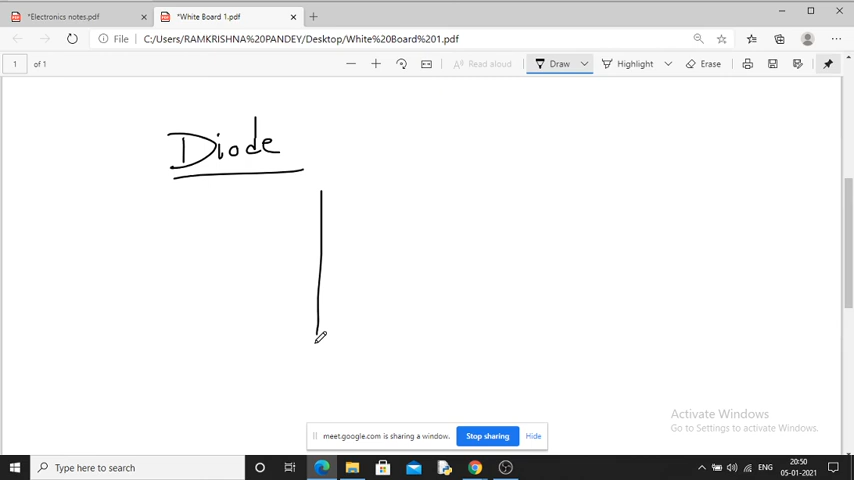 *Electronics notes.pdf
*White Board 1.pdf
File C:/Users/RAMKRISHNA%20PANDEY/Desktop/White%20Board%201.pdf
1 of 1 Read aloud Draw Highlight Erase
Diode
Activate Windows
Go to Settings to activate Windows.
meet.google.com is sharing a window. Stop sharing Hide
Type here to search
ENG
20:50
05-01-2021